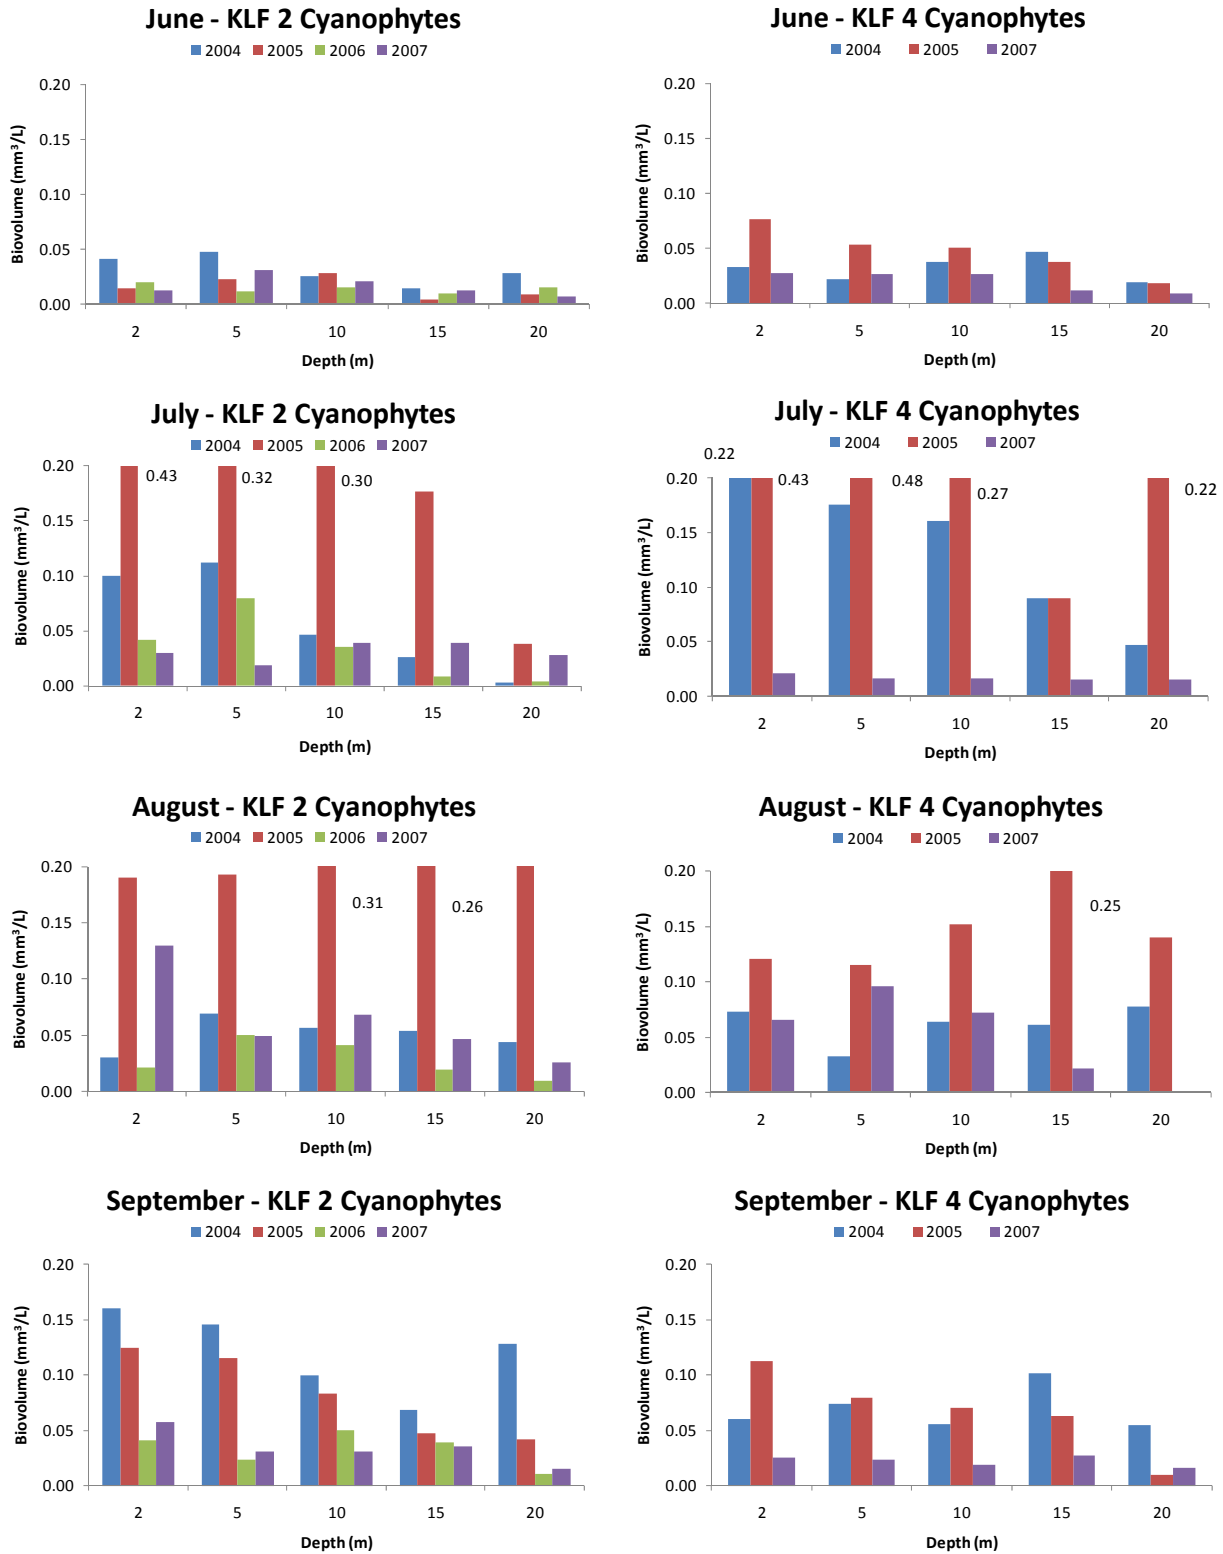 June - KLF 2 Cyanophytes
2004 2005 2006 2007
Biovolume (mm³/L)
0.20
0.15
0.10
0.05
0.00
2 5 10 15 20
Depth (m)
June - KLF 4 Cyanophytes
2004 2005 2007
Biovolume (mm³/L)
0.20
0.15
0.10
0.05
0.00
2 5 10 15 20
Depth (m)
July - KLF 2 Cyanophytes
2004 2005 2006 2007
Biovolume (mm³/L)
0.20
0.15
0.10
0.05
0.00
0.43 0.32 0.30
2 5 10 15 20
Depth (m)
July - KLF 4 Cyanophytes
2004 2005 2007
Biovolume (mm³/L)
0.20
0.15
0.10
0.05
0.00
0.22
0.43 0.48 0.27 0.22
2 5 10 15 20
Depth (m)
August - KLF 2 Cyanophytes
2004 2005 2006 2007
Biovolume (mm³/L)
0.20
0.15
0.10
0.05
0.00
0.31 0.26
2 5 10 15 20
Depth (m)
August - KLF 4 Cyanophytes
2004 2005 2007
Biovolume (mm³/L)
0.20
0.15
0.10
0.05
0.00
0.25
2 5 10 15 20
Depth (m)
September - KLF 2 Cyanophytes
2004 2005 2006 2007
Biovolume (mm³/L)
0.20
0.15
0.10
0.05
0.00
2 5 10 15 20
Depth (m)
September - KLF 4 Cyanophytes
2004 2005 2007
Biovolume (mm³/L)
0.20
0.15
0.10
0.05
0.00
2 5 10 15 20
Depth (m)